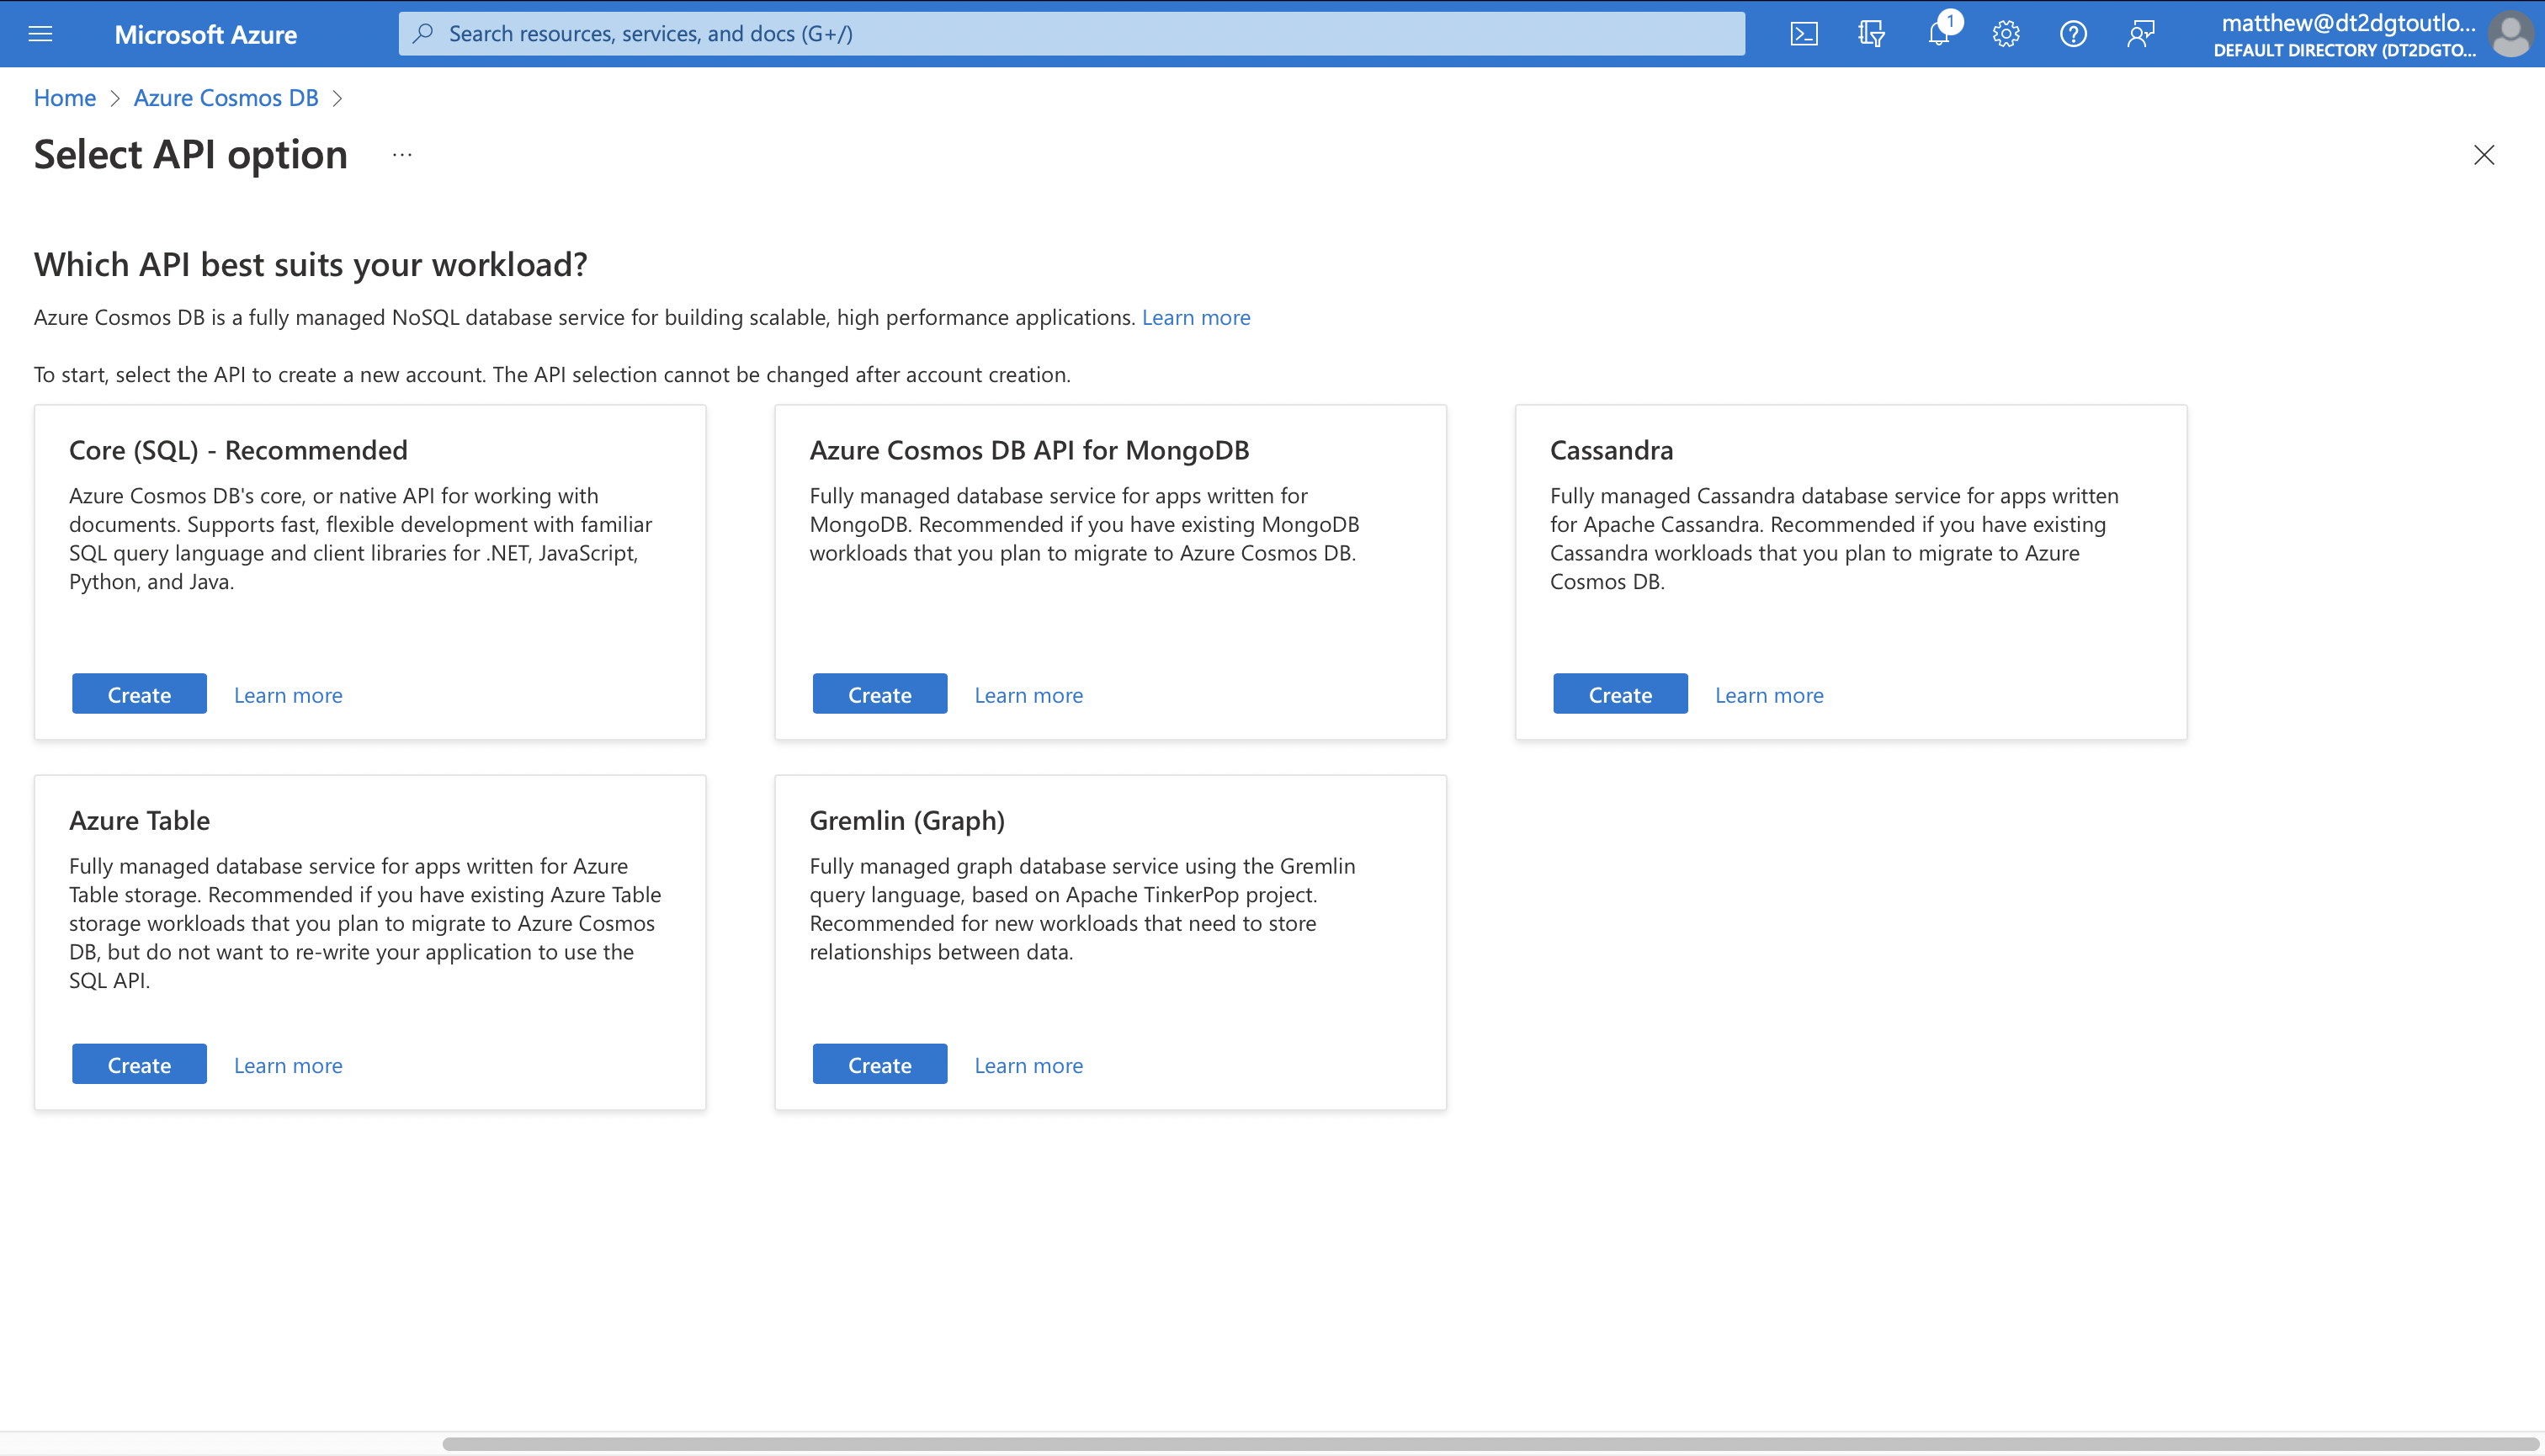 Microsoft Azure
Search resources, services, and docs (G+/)
1
matthew@dt2dgtoutlo...
DEFAULT DIRECTORY (DT2DGTO...
Home > Azure Cosmos DB >
Select API option ...
Which API best suits your workload?
Azure Cosmos DB is a fully managed NoSQL database service for building scalable, high performance applications. Learn more
To start, select the API to create a new account. The API selection cannot be changed after account creation.
Core (SQL) - Recommended
Azure Cosmos DB's core, or native API for working with
documents. Supports fast, flexible development with familiar
SQL query language and client libraries for .NET, JavaScript,
Python, and Java.
Create Learn more
Azure Cosmos DB API for MongoDB
Fully managed database service for apps written for
MongoDB. Recommended if you have existing MongoDB
workloads that you plan to migrate to Azure Cosmos DB.
Create Learn more
Cassandra
Fully managed Cassandra database service for apps written
for Apache Cassandra. Recommended if you have existing
Cassandra workloads that you plan to migrate to Azure
Cosmos DB.
Create Learn more
Azure Table
Fully managed database service for apps written for Azure
Table storage. Recommended if you have existing Azure Table
storage workloads that you plan to migrate to Azure Cosmos
DB, but do not want to re-write your application to use the
SQL API.
Create Learn more
Gremlin (Graph)
Fully managed graph database service using the Gremlin
query language, based on Apache TinkerPop project.
Recommended for new workloads that need to store
relationships between data.
Create Learn more